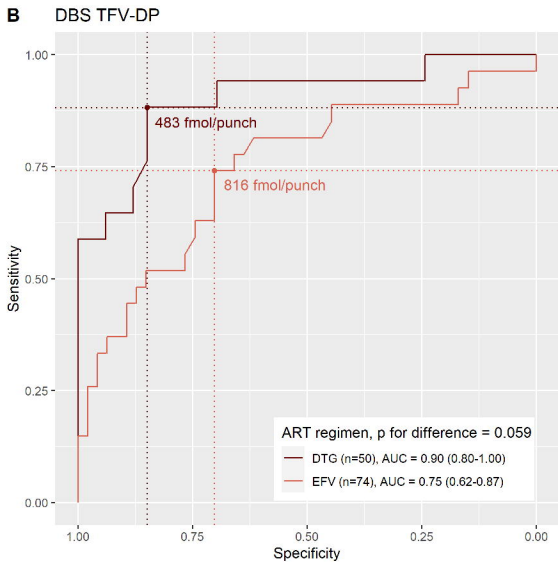 B DBS TFV-DP
1.00
0.75
0.50
0.25
0.00
Sensitivity
483 fmol/punch
816 fmol/punch
ART regimen, p for difference = 0.059
DTG (n=50), AUC = 0.90 (0.80-1.00)
EFV (n=74), AUC = 0.75 (0.62-0.87)
1.00 0.75 0.50 0.25 0.00
Specificity